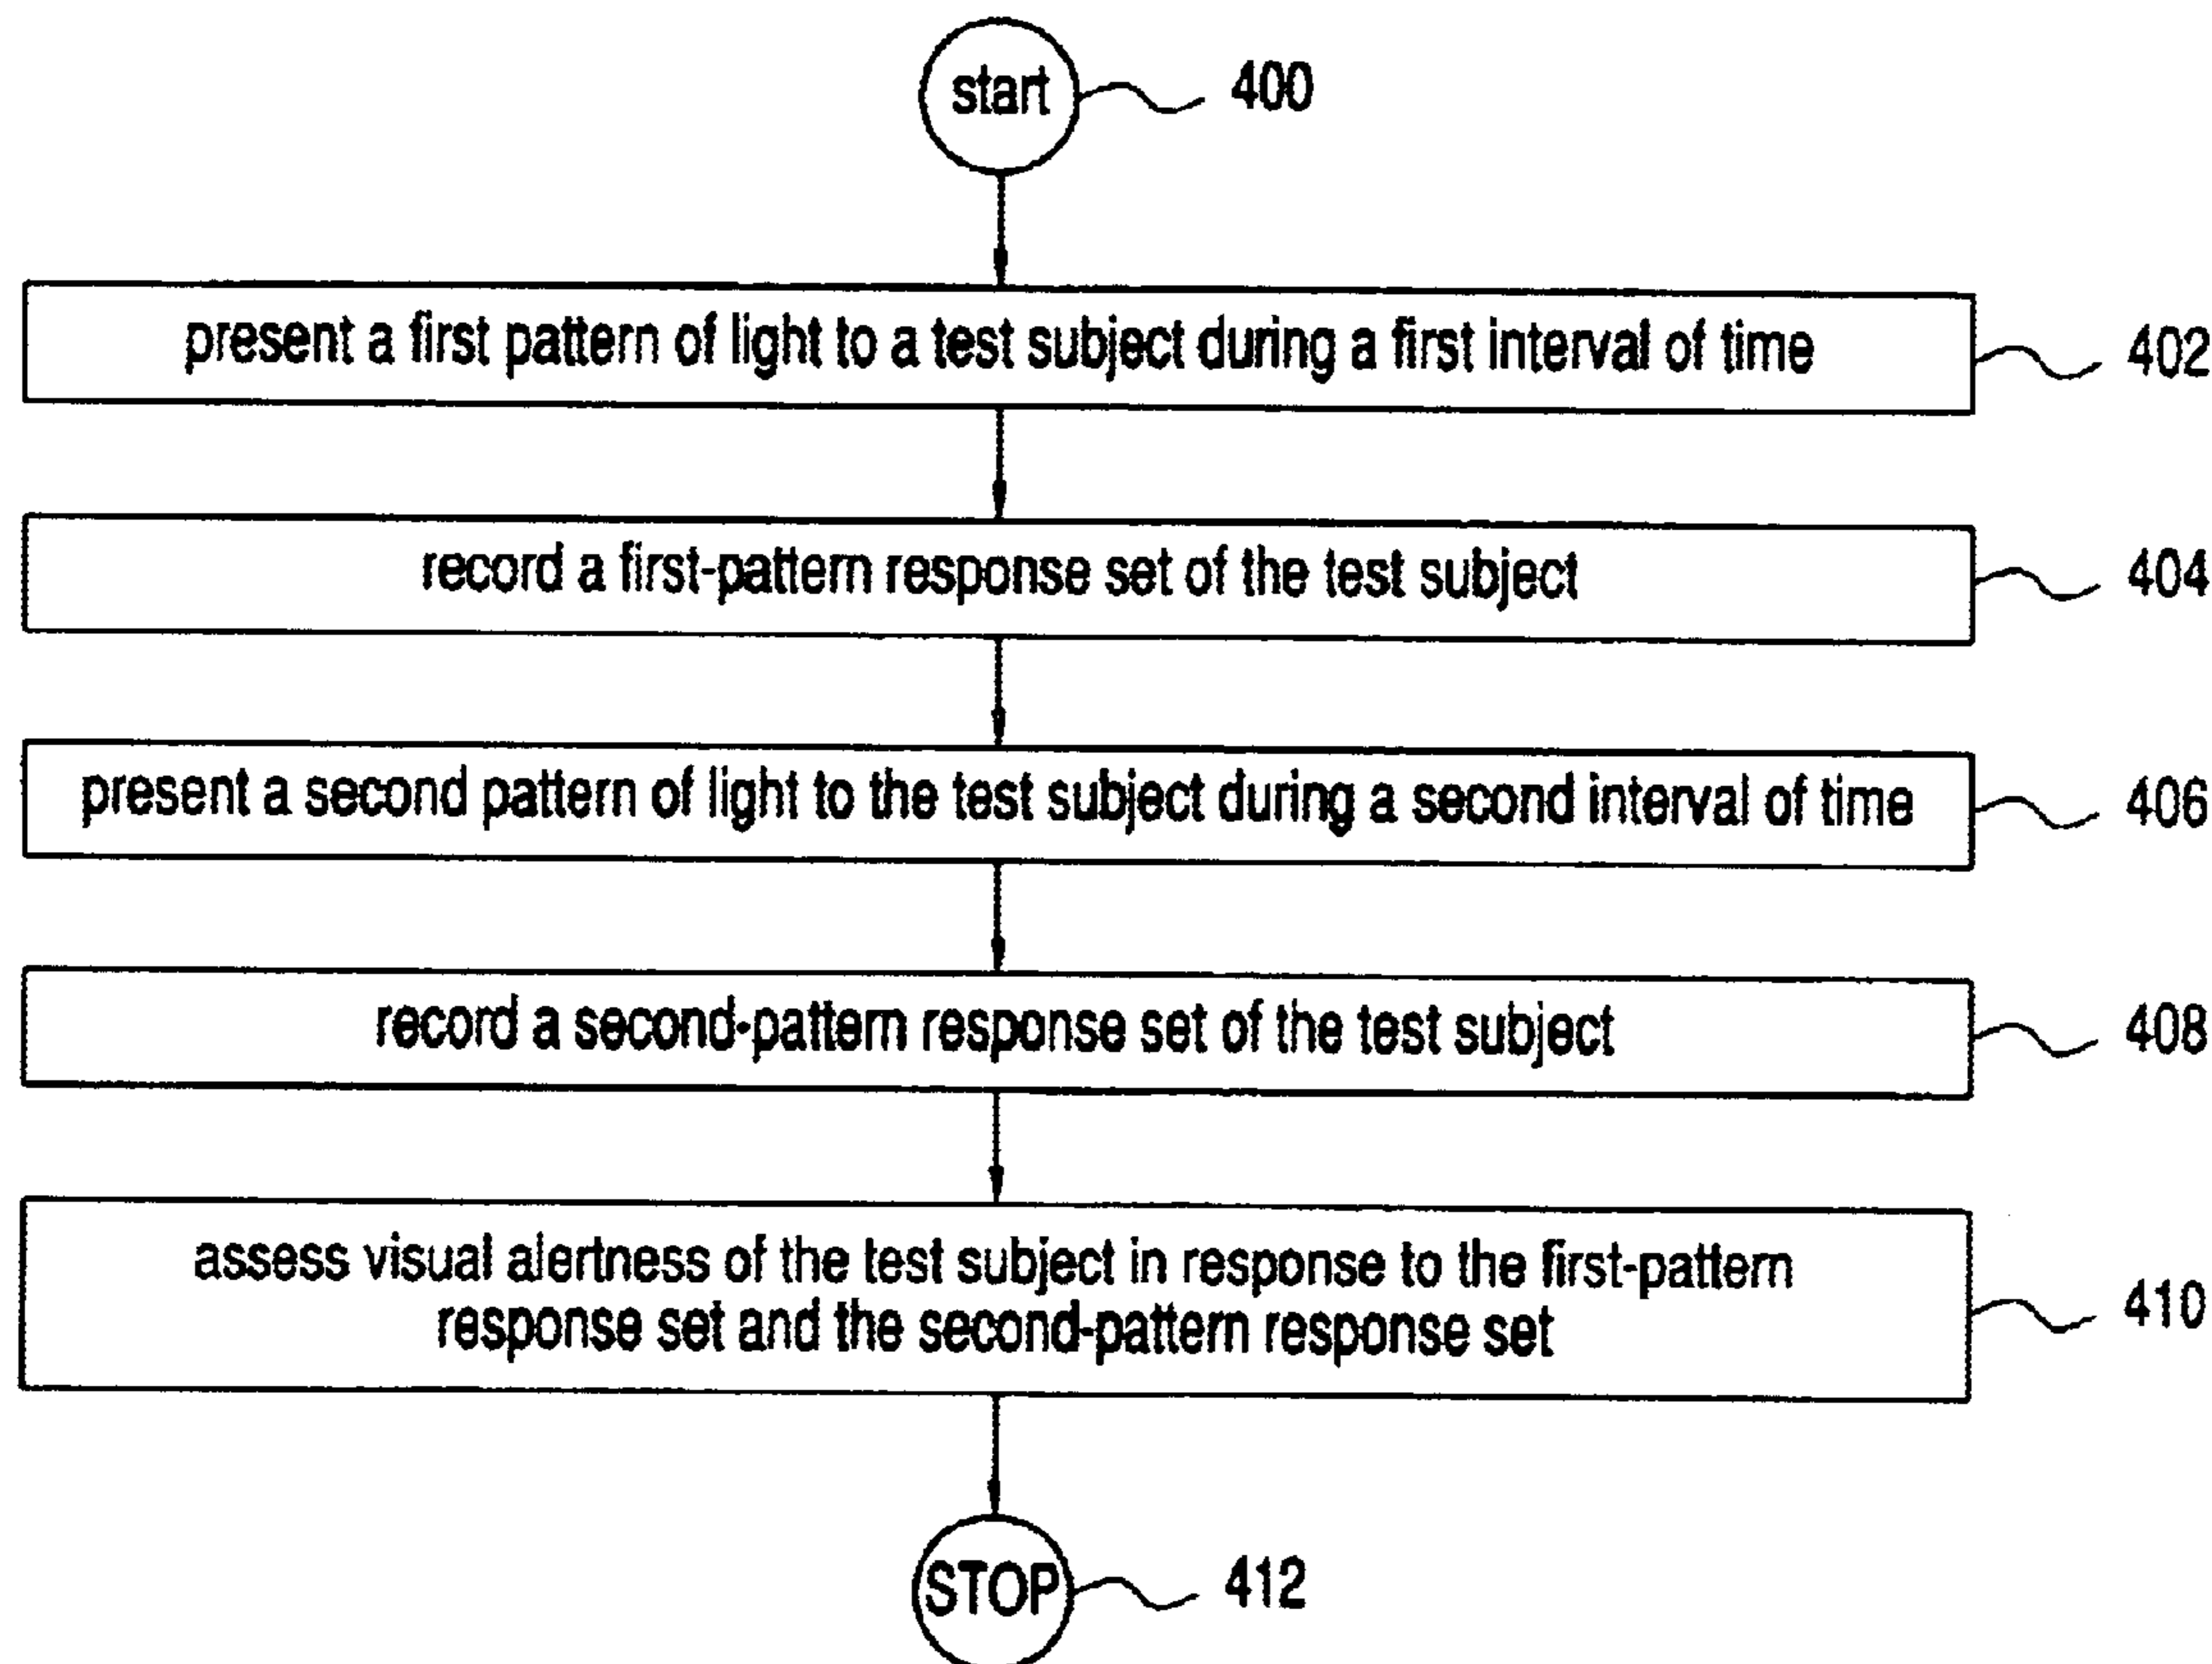 start
400
present a first pattern of light to a test subject during a first interval of time
402
record a first-pattern response set of the test subject
404
present a second pattern of light to the test subject during a second interval of time
406
record a second-pattern response set of the test subject
408
assess visual alertness of the test subject in response to the first-pattern
response set and the second-pattern response set
410
STOP
412